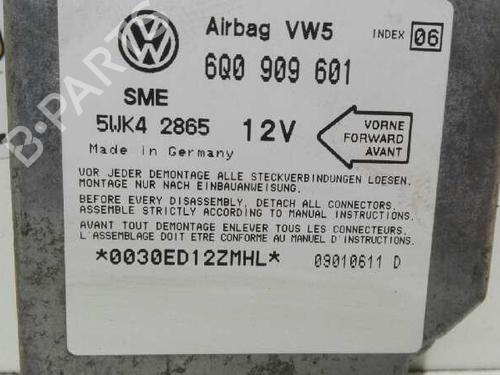 Airbag VW5 INDEX 06
6Q0 909 601
SME
5WK4 2865 12V
VORNE
FORWARD
AVANT
Made in Germany
VOR JEDER DEMONTAGE ALLE STECKVERBINDUNGEN LOESEN.
MONTAGE NUR NACH EINBAUANWEISUNG.
BEFORE EVERY DISASSEMBLY, DETACH ALL CONNECTORS.
ASSEMBLE STRICTLY ACCORDING TO MANUAL INSTRUCTIONS.
AVANT TOUT DEMONTAGE ENLEVER TOUS LES CONNECTEURS.
L'ASSEMBLAGE DOIT ETRE CONFORME AU MANUEL D'INSTRUCTIONS.
*0030ED12ZMHL* 09010611 D
B-PARTS